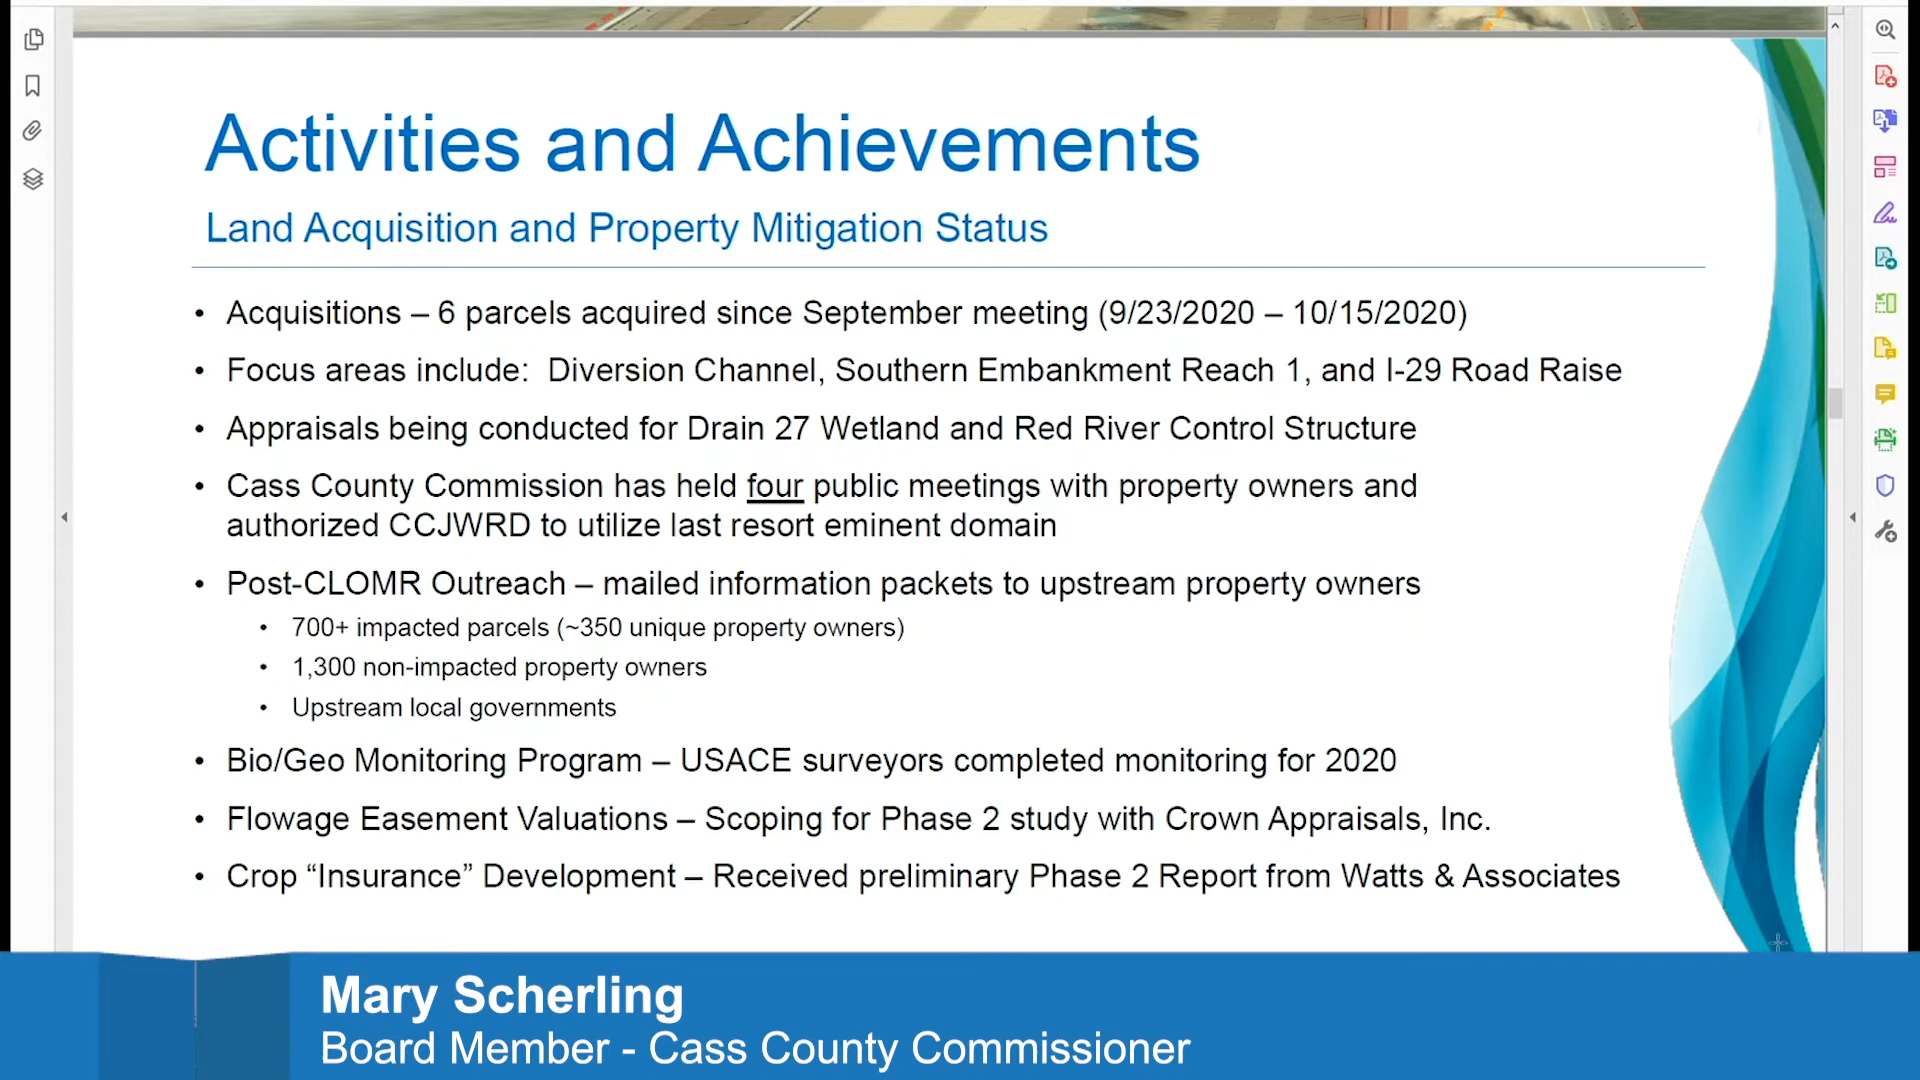 Activities and Achievements
Land Acquisition and Property Mitigation Status
• Acquisitions – 6 parcels acquired since September meeting (9/23/2020 – 10/15/2020)
• Focus areas include:  Diversion Channel, Southern Embankment Reach 1, and I-29 Road Raise
• Appraisals being conducted for Drain 27 Wetland and Red River Control Structure
• Cass County Commission has held four public meetings with property owners and
authorized CCJWRD to utilize last resort eminent domain
• Post-CLOMR Outreach – mailed information packets to upstream property owners
• 700+ impacted parcels (~350 unique property owners)
• 1,300 non-impacted property owners
• Upstream local governments
• Bio/Geo Monitoring Program – USACE surveyors completed monitoring for 2020
• Flowage Easement Valuations – Scoping for Phase 2 study with Crown Appraisals, Inc.
• Crop “Insurance” Development – Received preliminary Phase 2 Report from Watts & Associates
Mary Scherling
Board Member - Cass County Commissioner